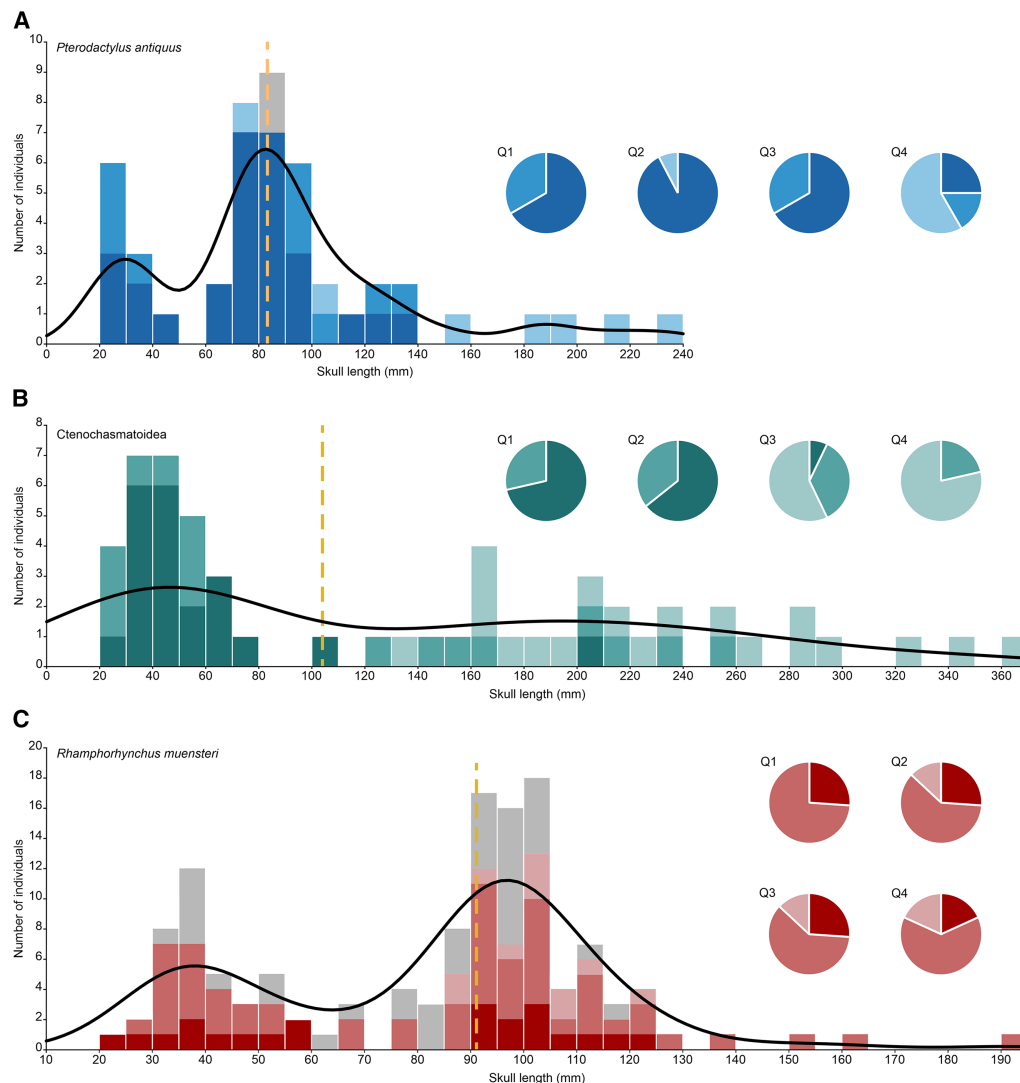 A
Pterodactylus antiquus
Number of individuals
10
9
8
7
6
5
4
3
2
1
0
0 20 40 60 80 100 120 140 160 180 200 220 240
Skull length (mm)
Q1 Q2 Q3 Q4
B
Ctenochasmatoidea
Number of individuals
8
7
6
5
4
3
2
1
0
0 20 40 60 80 100 120 140 160 180 200 220 240 260 280 300 320 340 360
Skull length (mm)
Q1 Q2 Q3 Q4
C
Rhamphorhynchus muensteri
Number of individuals
20
18
16
14
12
10
8
6
4
2
0
10 20 30 40 50 60 70 80 90 100 110 120 130 140 150 160 170 180 190
Skull length (mm)
Q1 Q2
Q3 Q4